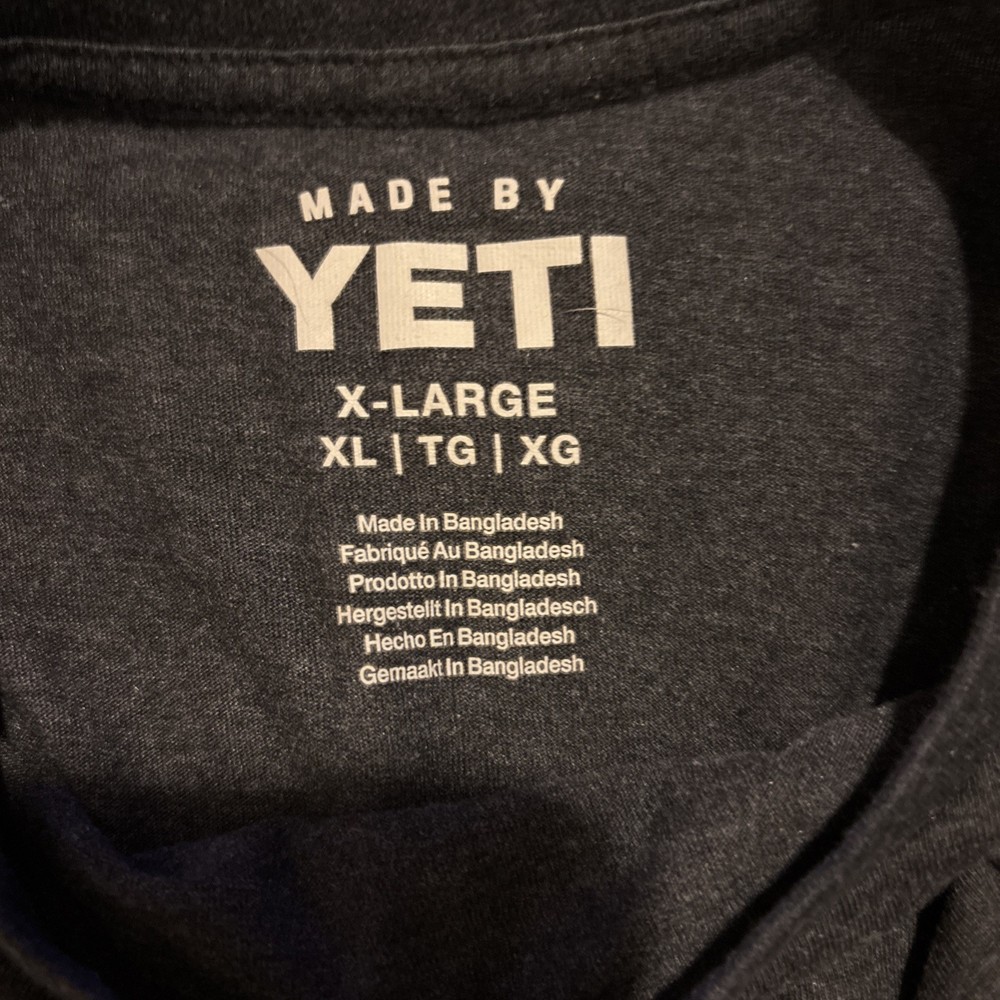 MADE BY
YETI
X-LARGE
XL | TG | XG
Made In Bangladesh
Fabriqué Au Bangladesh
Prodotto In Bangladesh
Hergestellt In Bangladesch
Hecho En Bangladesh
Gemaakt In Bangladesh